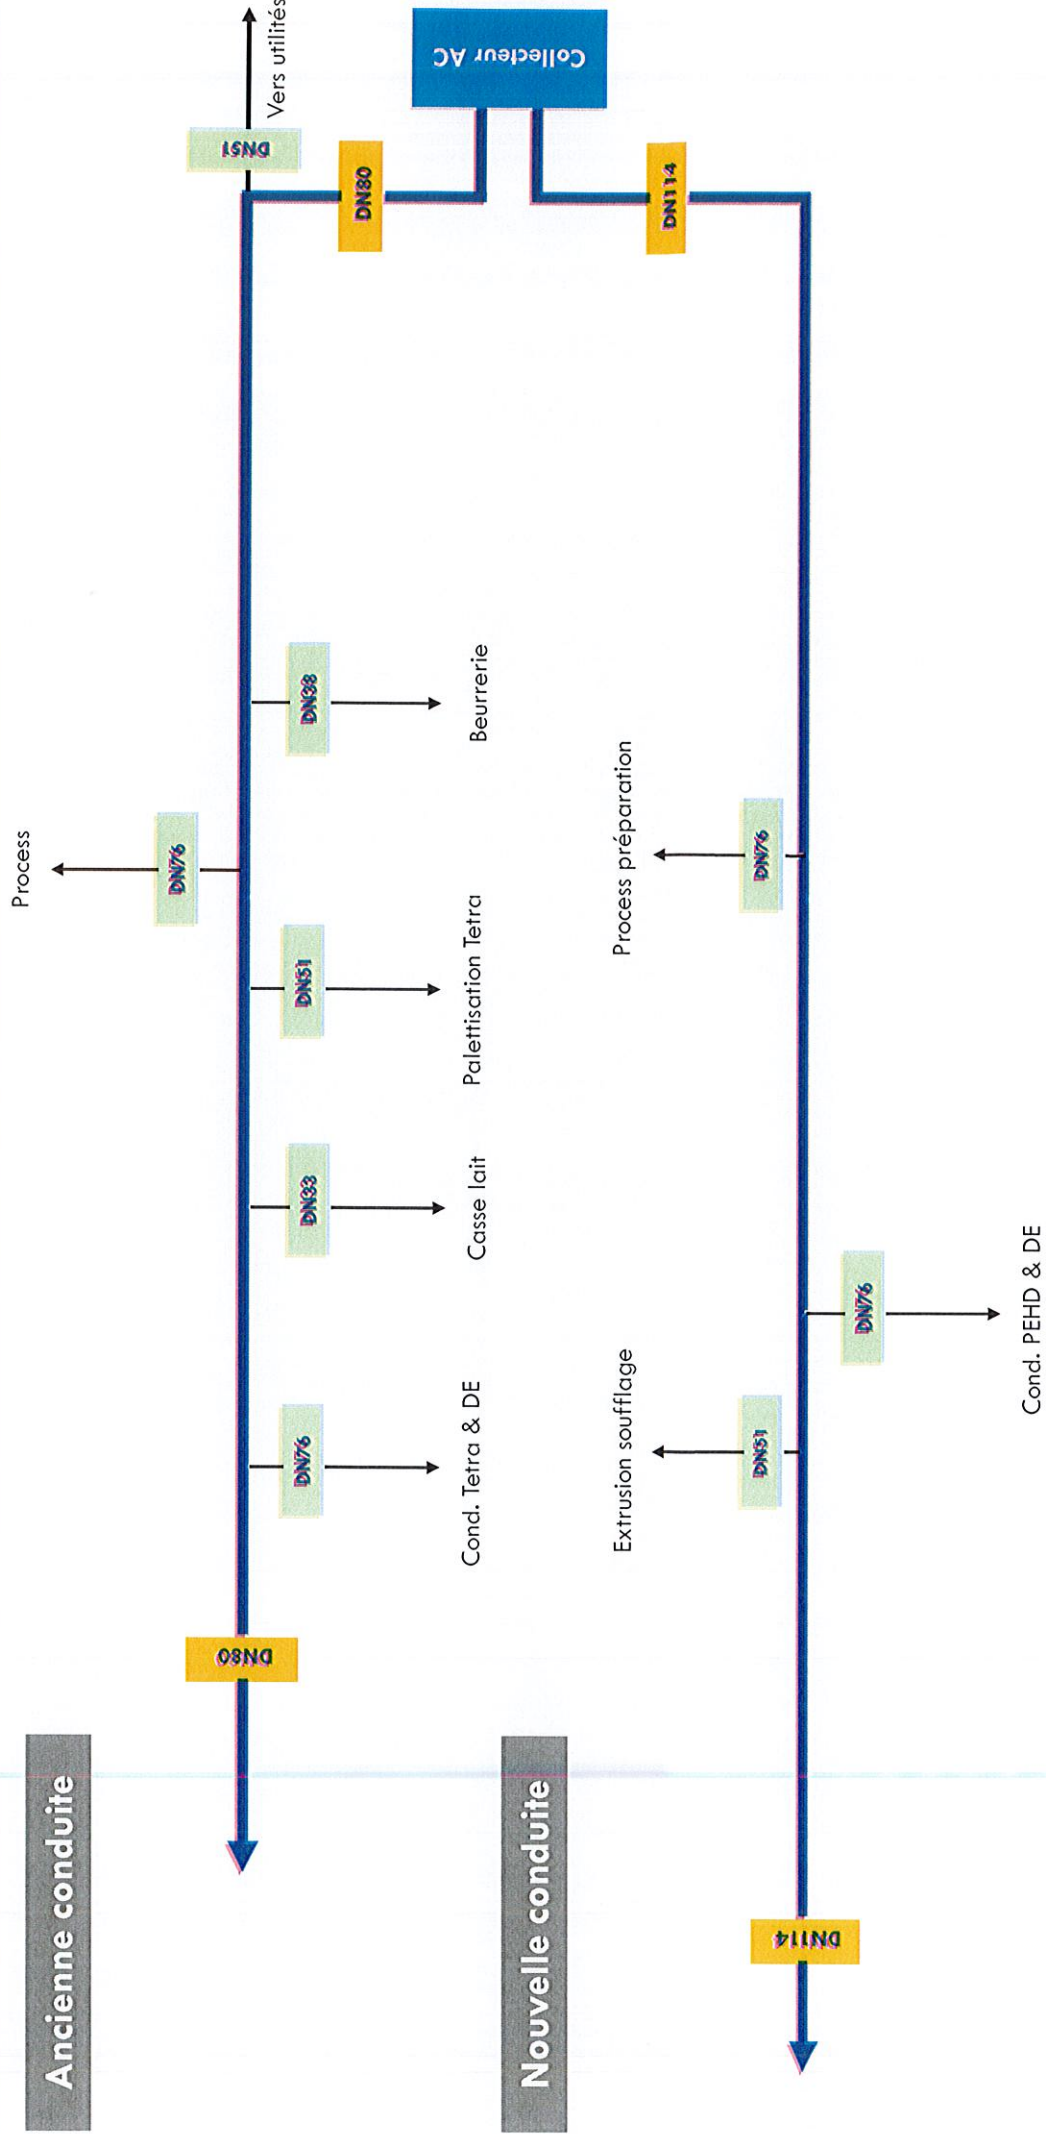 Process
Ancienne conduite
DN76
DN80
DN51
Vers utilités
DN76
DN33
DN51
DN38
DN80
Cond. Tetra & DE
Casse lait
Palettisation Tetra
Beurrerie
Collecteur AC
Nouvelle conduite
Extrusion soufflage
Process préparation
DN114
DN51
DN76
DN114
DN76
Cond. PEHD & DE